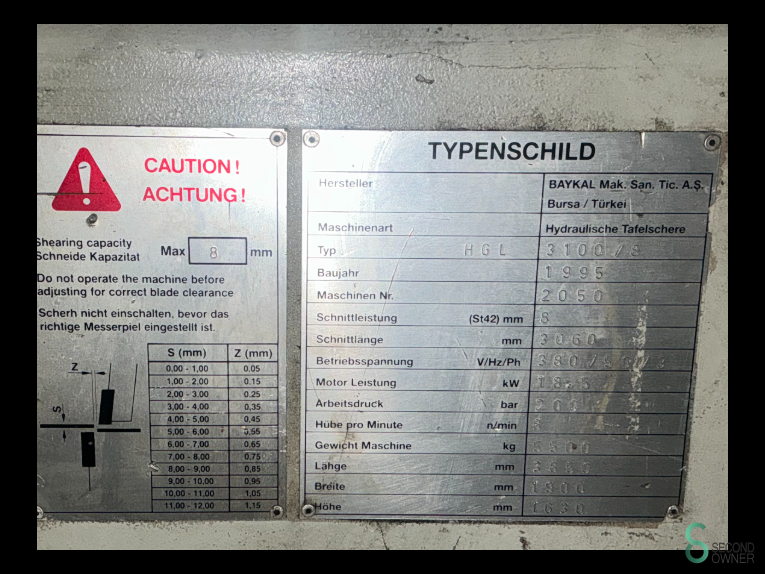 CAUTION!
ACHTUNG!
Shearing capacity
Schneide Kapazitat
Max 8 mm
Do not operate the machine before
adjusting for correct blade clearance
Scherh nicht einschalten, bevor das
richtige Messerpiel eingestellt ist.
Z
S
S (mm) Z (mm)
0,00 - 1,00 0.05
1,00 - 2,00 0.15
2,00 - 3,00 0.25
3,00 - 4,00 0,35
4,00 - 5,00 0,45
5,00 - 6,00 0,55
6,00 - 7,00 0,65
7,00 - 8,00 0,75
8,00 - 9,00 0,85
9,00 - 10,00 0,95
10,00 - 11,00 1,05
11,00 - 12,00 1,15
TYPENSCHILD
Hersteller BAYKAL Mak. San. Tic. A.Ş.
Bursa / Türkei
Maschinenart Hydraulische Tafelschere
Typ HGL 3100/8
Baujahr 1995
Maschinen Nr. 2050
Schnittleistung (St42) mm 8
Schnittlänge mm 3060
Betriebsspannung V/Hz/Ph
Motor Leistung kW
Arbeitsdruck bar
Hübe pro Minute n/min
Gewicht Maschine kg
Lähge mm
Breite mm 1900
Höhe mm 1630
SECOND
OWNER